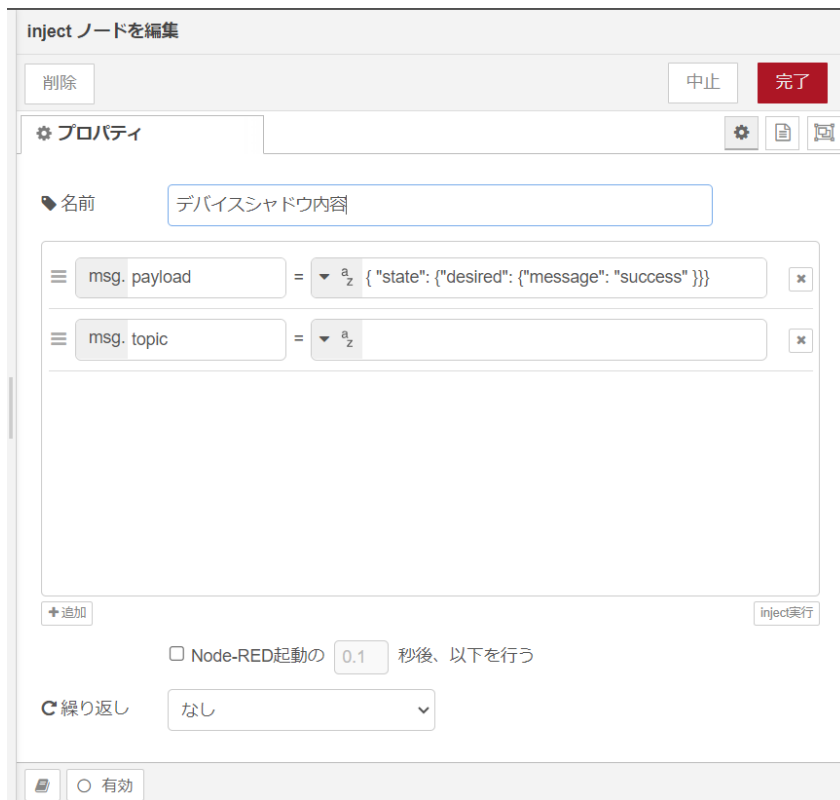 inject ノードを編集
削除 中止 完了
プロパティ
名前 デバイスシャドウ内容
msg. payload = az { "state": {"desired": {"message": "success" }}}
msg. topic = az
追加 inject実行
Node-RED起動の 0.1 秒後、以下を行う
繰り返し なし
有効